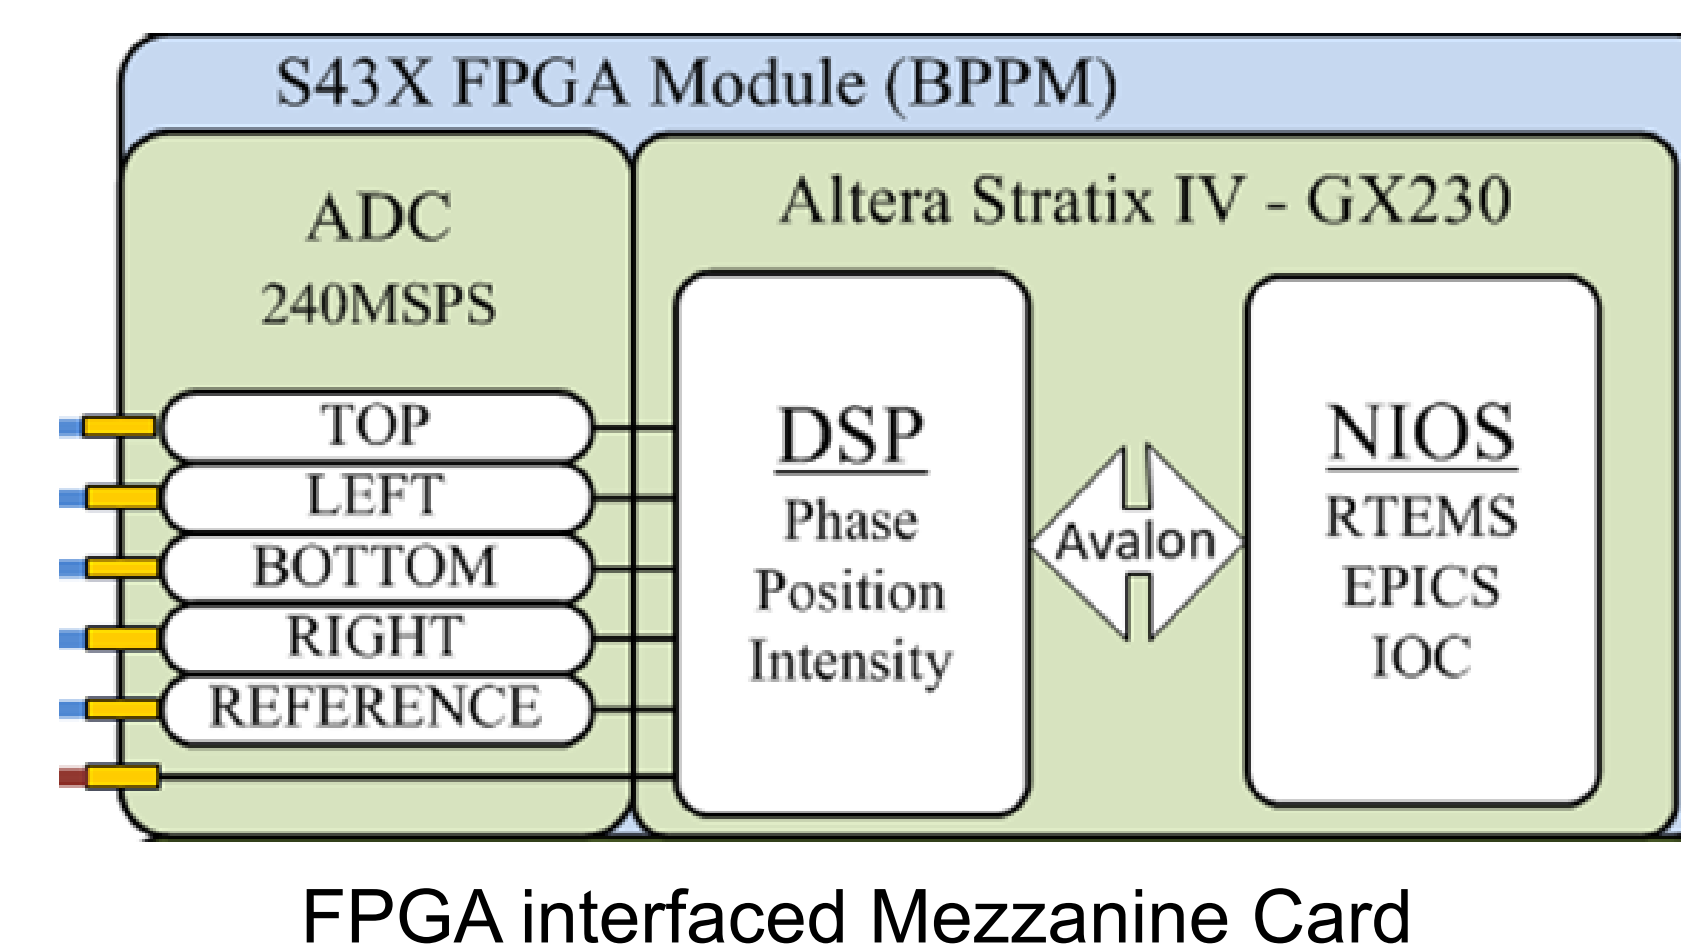 S43X FPGA Module (BPPM)
ADC
240MSPS
TOP
LEFT
BOTTOM
RIGHT
REFERENCE
Altera Stratix IV - GX230
DSP
Phase
Position
Intensity
Avalon
NIOS
RTEMS
EPICS
IOC
FPGA interfaced Mezzanine Card